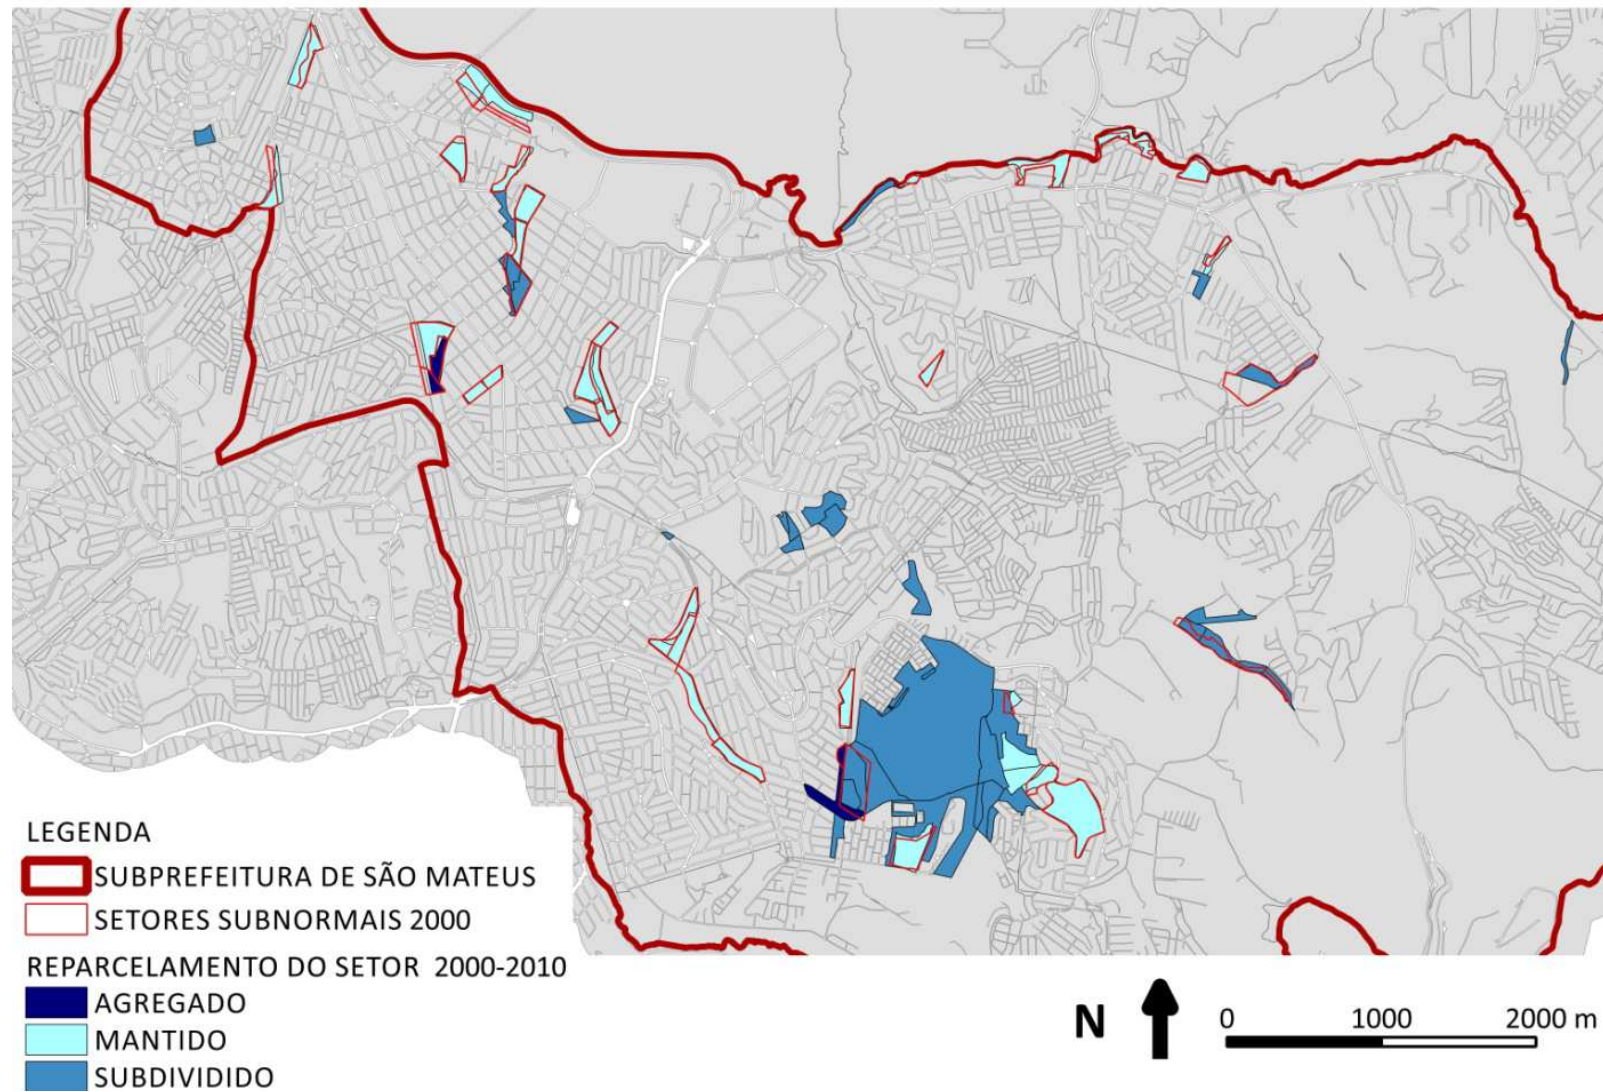 LEGENDA
SUBPREFEITURA DE SÃO MATEUS
SETORES SUBNORMAIS 2000
REPARCELAMENTO DO SETOR 2000-2010
AGREGADO
MANTIDO
SUBDIVIDIDO
N
0 1000 2000 m